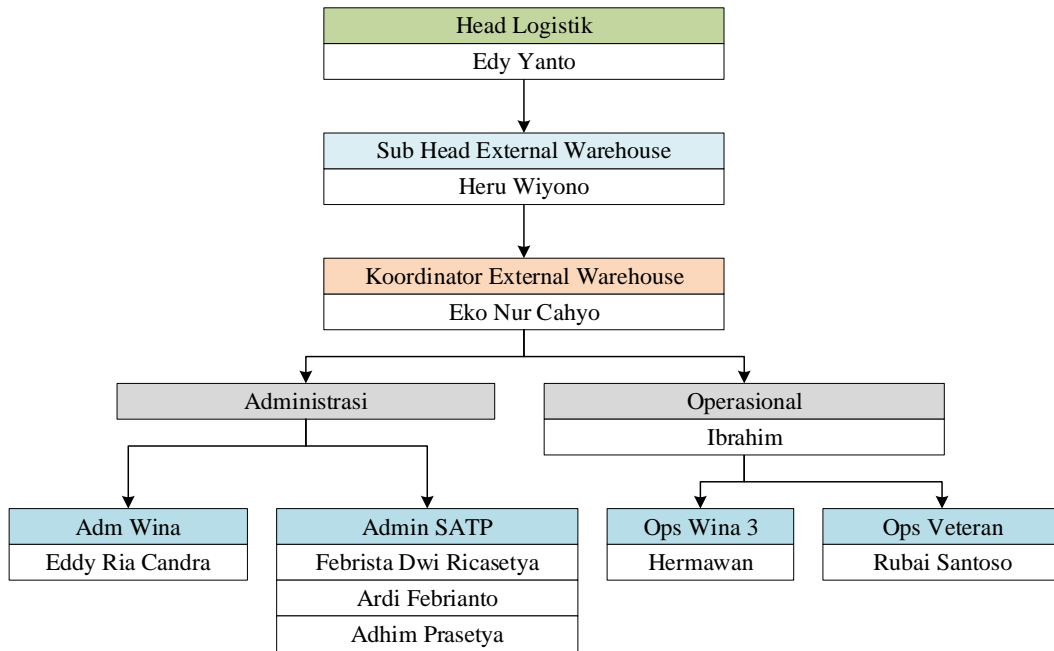 Head Logistik
Edy Yanto
Sub Head External Warehouse
Heru Wiyono
Koordinator External Warehouse
Eko Nur Cahyo
Administrasi
Operasional
Ibrahim
Adm Wina
Eddy Ria Candra
Admin SATP
Febrista Dwi Ricasetya
Ardi Febrianto
Adhim Prasetya
Ops Wina 3
Hermawan
Ops Veteran
Rubai Santoso